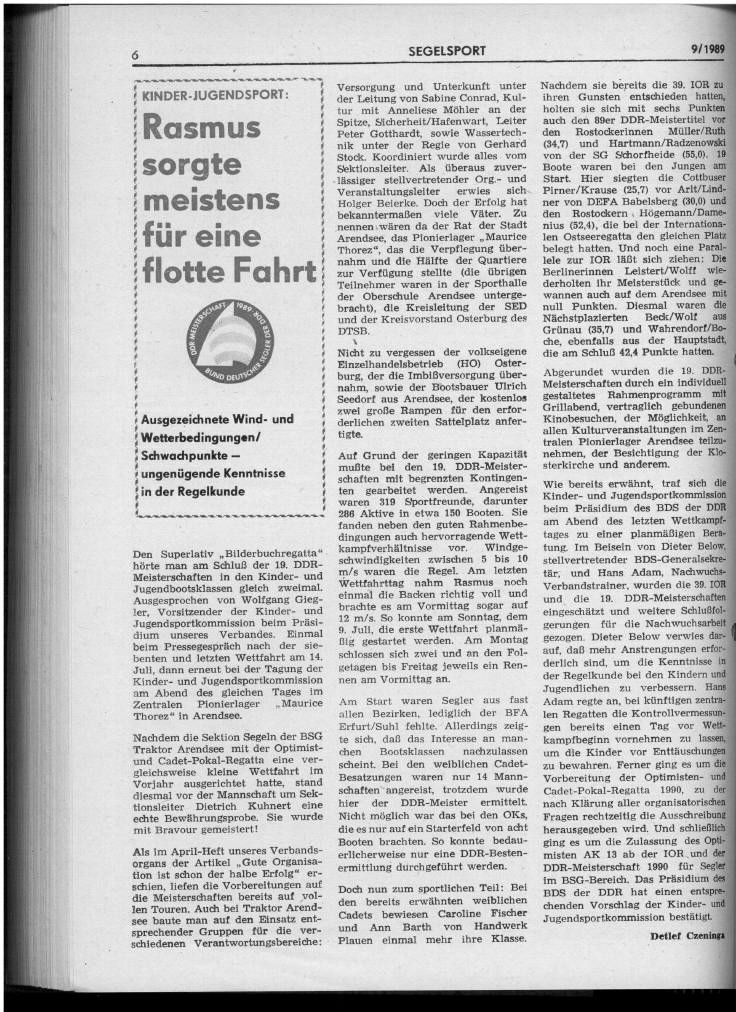 6
SEGELSPORT
9/1989
KINDER-JUGENDSPORT:
Rasmus
sorgte
meistens
für eine
flotte Fahrt
DDR-MEISTERSCHAFT 1989
BUND DEUTSCHER SEGLER DER DDR
Ausgezeichnete Wind- und
Wetterbedingungen/
Schwachpunkte —
ungenügende Kenntnisse
in der Regelkunde
Den Superlativ „Bilderbuchregatta"
hörte man am Schluß der 19. DDR-
Meisterschaften in den Kinder- und
Jugendbootsklassen gleich zweimal.
Ausgesprochen von Wolfgang Gieg-
ler, Vorsitzender der Kinder- und
Jugendsportkommission beim Präsi-
dium unseres Verbandes. Einmal
beim Pressegespräch nach der sie-
benten und letzten Wettfahrt am 14.
Juli, dann erneut bei der Tagung der
Kinder- und Jugendsportkommission
am Abend des gleichen Tages im
Zentralen Pionierlager „Maurice
Thorez" in Arendsee.
Nachdem die Sektion Segeln der BSG
Traktor Arendsee mit der Optimist-
und Cadet-Pokal-Regatta eine ver-
gleichsweise kleine Wettfahrt im
Vorjahr ausgerichtet hatte, stand
diesmal vor der Mannschaft um Sek-
tionsleiter Dietrich Kuhnert eine
echte Bewährungsprobe. Sie wurde
mit Bravour gemeistert!
Als im April-Heft unseres Verbands-
organs der Artikel „Gute Organisa-
tion ist schon der halbe Erfolg" er-
schien, liefen die Vorbereitungen auf
die Meisterschaften bereits auf vol-
len Touren. Auch bei Traktor Arend-
see baute man auf den Einsatz ent-
sprechender Gruppen für die ver-
schiedenen Verantwortungsbereiche:
Versorgung und Unterkunft unter
der Leitung von Sabine Conrad, Kul-
tur mit Anneliese Möhler an der
Spitze, Sicherheit/Hafenwart, Leiter
Peter Gotthardt, sowie Wassertech-
nik unter der Regie von Gerhard
Stock. Koordiniert wurde alles vom
Sektionsleiter. Als überaus zuver-
lässiger stellvertretender Org.- und
Veranstaltungsleiter erwies sich
Holger Beierke. Doch der Erfolg hat
bekanntermaßen viele Väter. Zu
nennen wären da der Rat der Stadt
Arendsee, das Pionierlager „Maurice
Thorez", das die Verpflegung über-
nahm und die Hälfte der Quartiere
zur Verfügung stellte (die übrigen
Teilnehmer waren in der Sporthalle
der Oberschule Arendsee unterge-
bracht), die Kreisleitung der SED
und der Kreisvorstand Osterburg des
DTSB.
Nicht zu vergessen der volkseigene
Einzelhandelsbetrieb (HO) Oster-
burg, der die Imbißversorgung über-
nahm, sowie der Bootsbauer Ulrich
Seedorf aus Arendsee, der kostenlos
zwei große Rampen für den erfor-
derlichen zweiten Sattelplatz anfer-
tigte.
Auf Grund der geringen Kapazität
mußte bei den 19. DDR-Meister-
schaften mit begrenzten Kontingen-
ten gearbeitet werden. Angereist
waren 319 Sportfreunde, darunter
286 Aktive in etwa 150 Booten. Sie
fanden neben den guten Rahmenbe-
dingungen auch hervorragende Wett-
kampfverhältnisse vor. Windge-
schwindigkeiten zwischen 5 bis 10
m/s waren die Regel. Am letzten
Wettfahrttag nahm Rasmus noch
einmal die Backen richtig voll und
brachte es am Vormittag sogar auf
12 m/s. So konnte am Sonntag, dem
9. Juli, die erste Wettfahrt planmä-
ßig gestartet werden. Am Montag
schlossen sich zwei und an den Fol-
getagen bis Freitag jeweils ein Ren-
nen am Vormittag an.
Am Start waren Segler aus fast
allen Bezirken, lediglich der BFA
Erfurt/Suhl fehlte. Allerdings zeig-
te sich, daß das Interesse an man-
chen Bootsklassen nachzulassen
scheint. Bei den weiblichen Cadet-
Besatzungen waren nur 14 Mann-
schaften angereist, trotzdem wurde
hier der DDR-Meister ermittelt.
Nicht möglich war das bei den OKs,
die es nur auf ein Starterfeld von acht
Booten brachten. So konnte bedau-
erlicherweise nur eine DDR-Besten-
ermittlung durchgeführt werden.
Doch nun zum sportlichen Teil: Bei
den bereits erwähnten weiblichen
Cadets bewiesen Caroline Fischer
und Ann Barth von Handwerk
Plauen einmal mehr ihre Klasse.
Nachdem sie bereits die 39. IOR zu
ihren Gunsten entschieden hatten,
holten sie sich mit sechs Punkten
auch den 89er DDR-Meistertitel vor
den Rostockerinnen Müller/Ruth
(34,7) und Hartmann/Radzenowski
von der SG Schorfheide (55,0). 19
Boote waren bei den Jungen am
Start. Hier siegten die Cottbuser
Pirner/Krause (25,7) vor Arlt/Lind-
ner von DEFA Babelsberg (30,0) und
den Rostockern Högemann/Dame-
nius (52,4), die bei der Internationa-
len Ostseeregatta den gleichen Platz
belegt hatten. Und noch eine Paral-
lele zur IOR läßt sich ziehen: Die
Berlinerinnen Leistert/Wolff wie-
derholten ihr Meisterstück und ge-
wannen auch auf dem Arendsee mit
null Punkten. Diesmal waren die
Nächstplazierten Beck/Wolf aus
Grünau (35,7) und Wahrendorf/Bo-
che, ebenfalls aus der Hauptstadt,
die am Schluß 42,4 Punkte hatten.
Abgerundet wurden die 19. DDR-
Meisterschaften durch ein individuell
gestaltetes Rahmenprogramm mit
Grillabend, vertraglich gebundenen
Kinobesuchen, der Möglichkeit, an
allen Kulturveranstaltungen im Zen-
tralen Pionierlager Arendsee teilzu-
nehmen, der Besichtigung der Klo-
sterkirche und anderem.
Wie bereits erwähnt, traf sich die
Kinder- und Jugendsportkommission
beim Präsidium des BDS der DDR
am Abend des letzten Wettkampf-
tages zu einer planmäßigen Bera-
tung. Im Beisein von Dieter Below,
stellvertretender BDS-Generalsekre-
tär, und Hans Adam, Nachwuchs-
Verbandstrainer, wurden die 39. IOR
und die 19. DDR-Meisterschaften
eingeschätzt und weitere Schlußfol-
gerungen für die Nachwuchsarbeit
gezogen. Dieter Below verwies dar-
auf, daß mehr Anstrengungen erfor-
derlich sind, um die Kenntnisse in
der Regelkunde bei den Kindern und
Jugendlichen zu verbessern. Hans
Adam regte an, bei künftigen zentra-
len Regatten die Kontrollvermessun-
gen bereits einen Tag vor Wett-
kampfbeginn vornehmen zu lassen,
um die Kinder vor Enttäuschungen
zu bewahren. Ferner ging es um die
Vorbereitung der Optimisten- und
Cadet-Pokal-Regatta 1990, zu der
nach Klärung aller organisatorischen
Fragen rechtzeitig die Ausschreibung
herausgegeben wird. Und schließlich
ging es um die Zulassung des Opti-
misten AK 13 ab der IOR und der
DDR-Meisterschaft 1990 für Segler
im BSG-Bereich. Das Präsidium des
BDS der DDR hat einen entspre-
chenden Vorschlag der Kinder- und
Jugendsportkommission bestätigt.
Detlef Czeninga